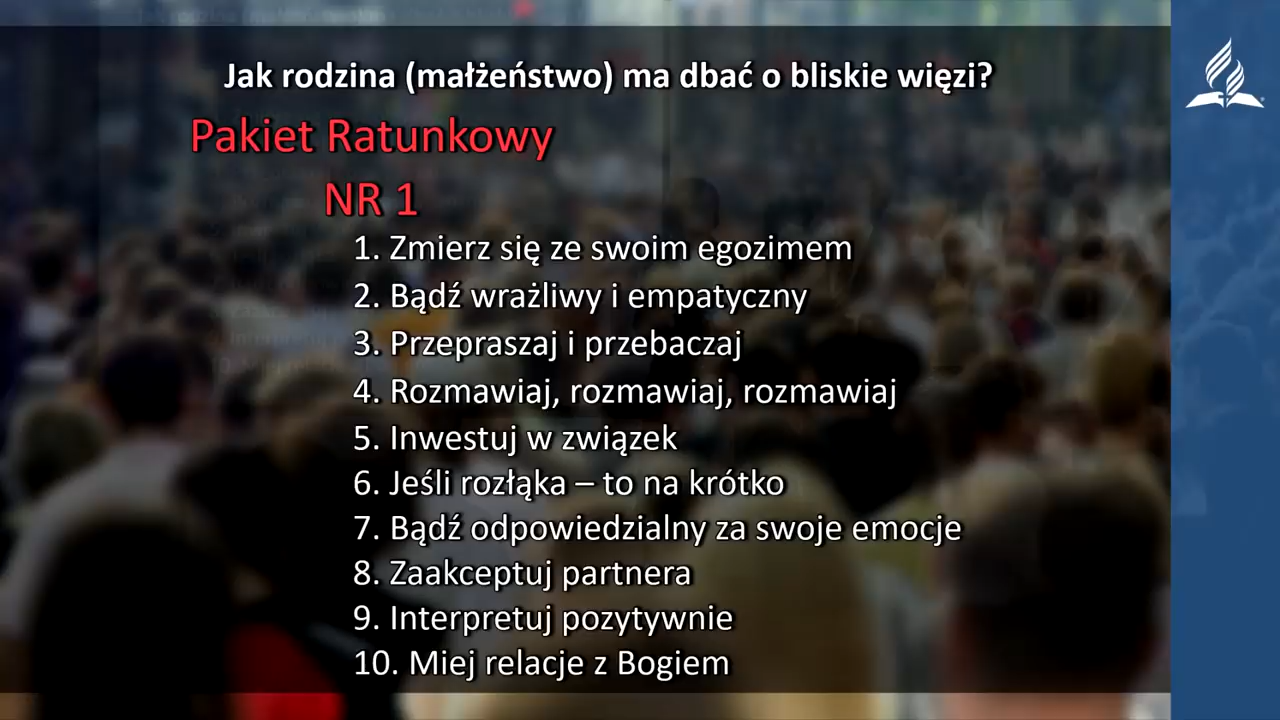 Jak rodzina (małżeństwo) ma dbać o bliskie więzi?
Pakiet Ratunkowy
NR 1
1. Zmierz się ze swoim egozimem
2. Bądź wrażliwy i empatyczny
3. Przepraszaj i przebaczaj
4. Rozmawiaj, rozmawiaj, rozmawiaj
5. Inwestuj w związek
6. Jeśli rozłąka – to na krótko
7. Bądź odpowiedzialny za swoje emocje
8. Zaakceptuj partnera
9. Interpretuj pozytywnie
10. Miej relacje z Bogiem